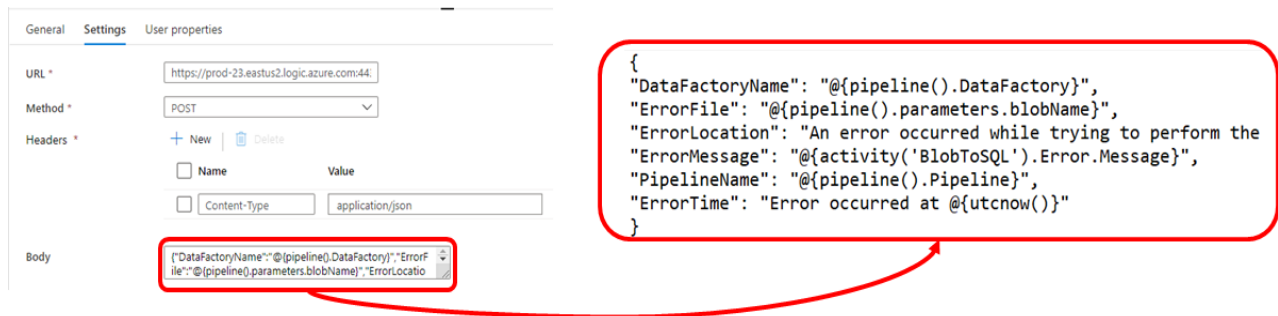 General Settings User properties
URL *
https://prod-23.eastus2.logic.azure.com:44
Method *
POST
Headers *
+ New | Delete
Name Value
Content-Type application/json
Body
{"DataFactoryName":"@{pipeline().DataFactory}","ErrorF
ile":"@{pipeline().parameters.blobName}","ErrorLocatio
{
"DataFactoryName": "@{pipeline().DataFactory}",
"ErrorFile": "@{pipeline().parameters.blobName}",
"ErrorLocation": "An error occurred while trying to perform the
"ErrorMessage": "@{activity('BlobToSQL').Error.Message}",
"PipelineName": "@{pipeline().Pipeline}",
"ErrorTime": "Error occurred at @{utcnow()}"
}